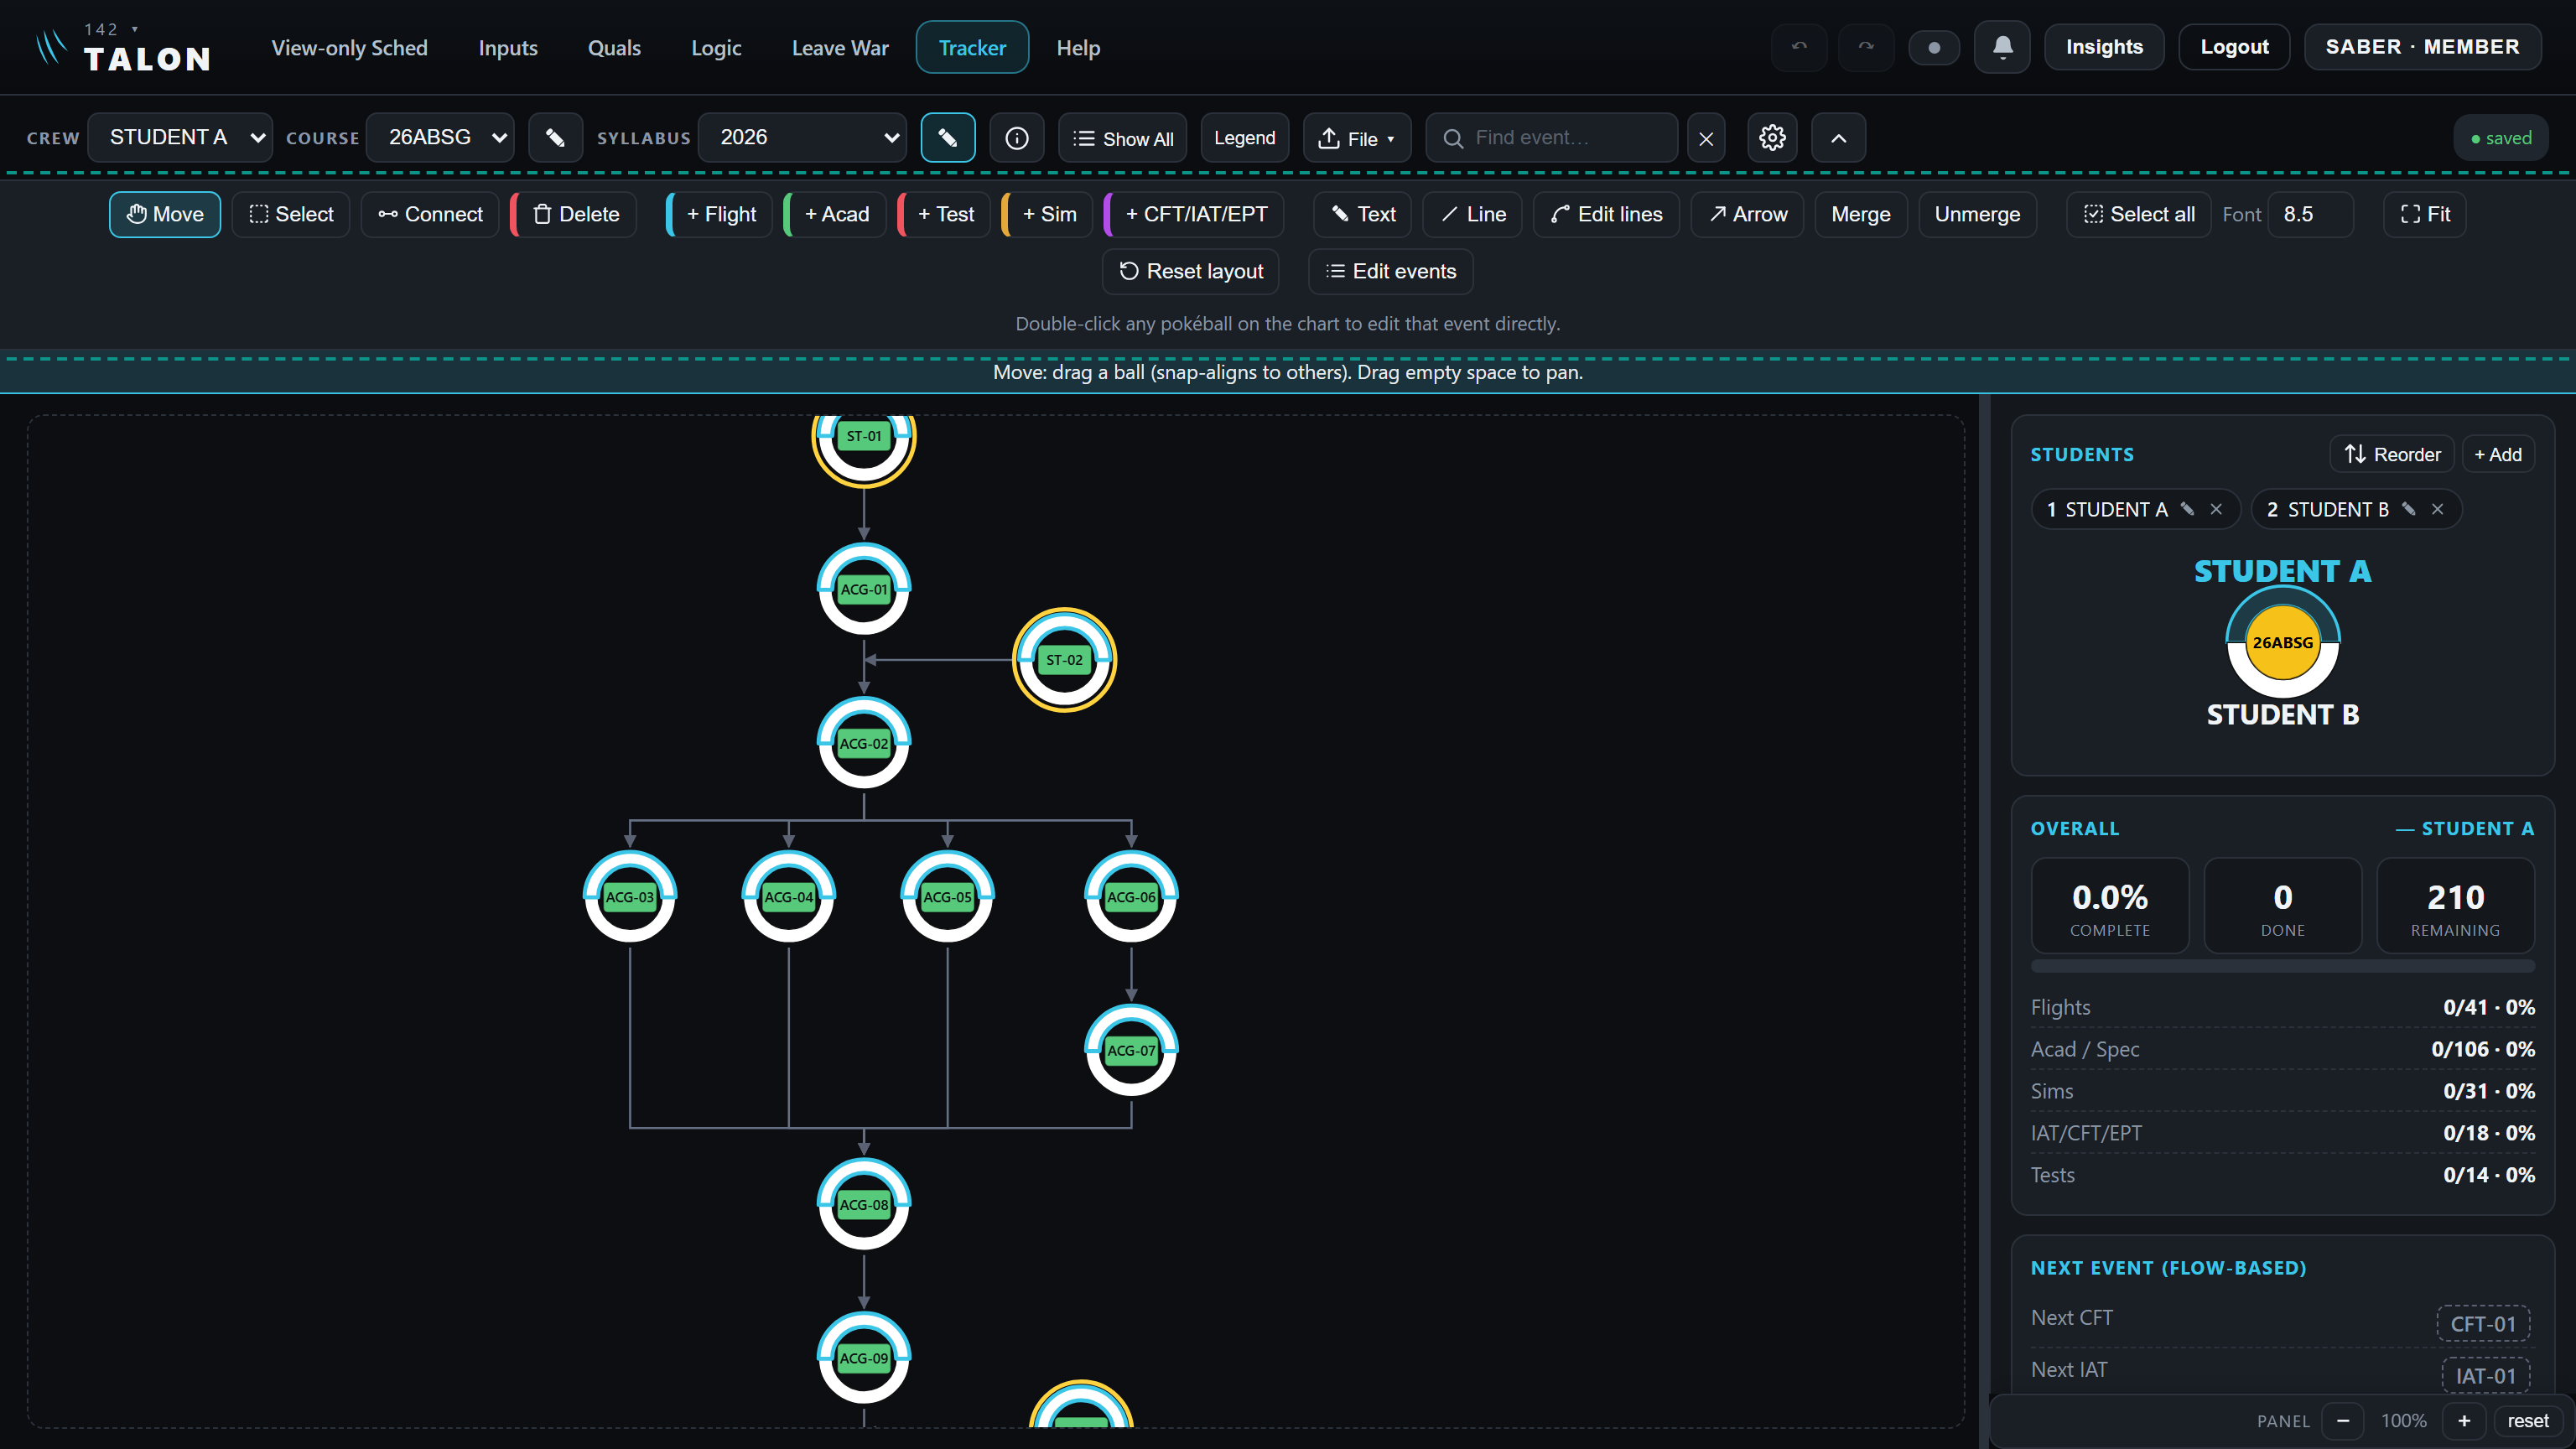 142 ▾
TALON
View-only Sched
Inputs
Quals
Logic
Leave War
Tracker
Help
Insights
Logout
SABER · MEMBER
CREW
STUDENT A
COURSE
26ABSG
SYLLABUS
2026
Show All
Legend
File ▾
Find event…
saved
Move
Select
Connect
Delete
+ Flight
+ Acad
+ Test
+ Sim
+ CFT/IAT/EPT
Text
Line
Edit lines
Arrow
Merge
Unmerge
Select all
Font
8.5
Fit
Reset layout
Edit events
Double-click any pokéball on the chart to edit that event directly.
Move: drag a ball (snap-aligns to others). Drag empty space to pan.
ST-01
ACG-01
ST-02
ACG-02
ACG-03
ACG-04
ACG-05
ACG-06
ACG-07
ACG-08
ACG-09
STUDENTS
Reorder
+ Add
1 STUDENT A
2 STUDENT B
STUDENT A
26ABSG
STUDENT B
OVERALL
— STUDENT A
0.0%
COMPLETE
0
DONE
210
REMAINING
Flights
0/41 · 0%
Acad / Spec
0/106 · 0%
Sims
0/31 · 0%
IAT/CFT/EPT
0/18 · 0%
Tests
0/14 · 0%
NEXT EVENT (FLOW-BASED)
Next CFT
CFT-01
Next IAT
IAT-01
PANEL
−
100%
+
reset